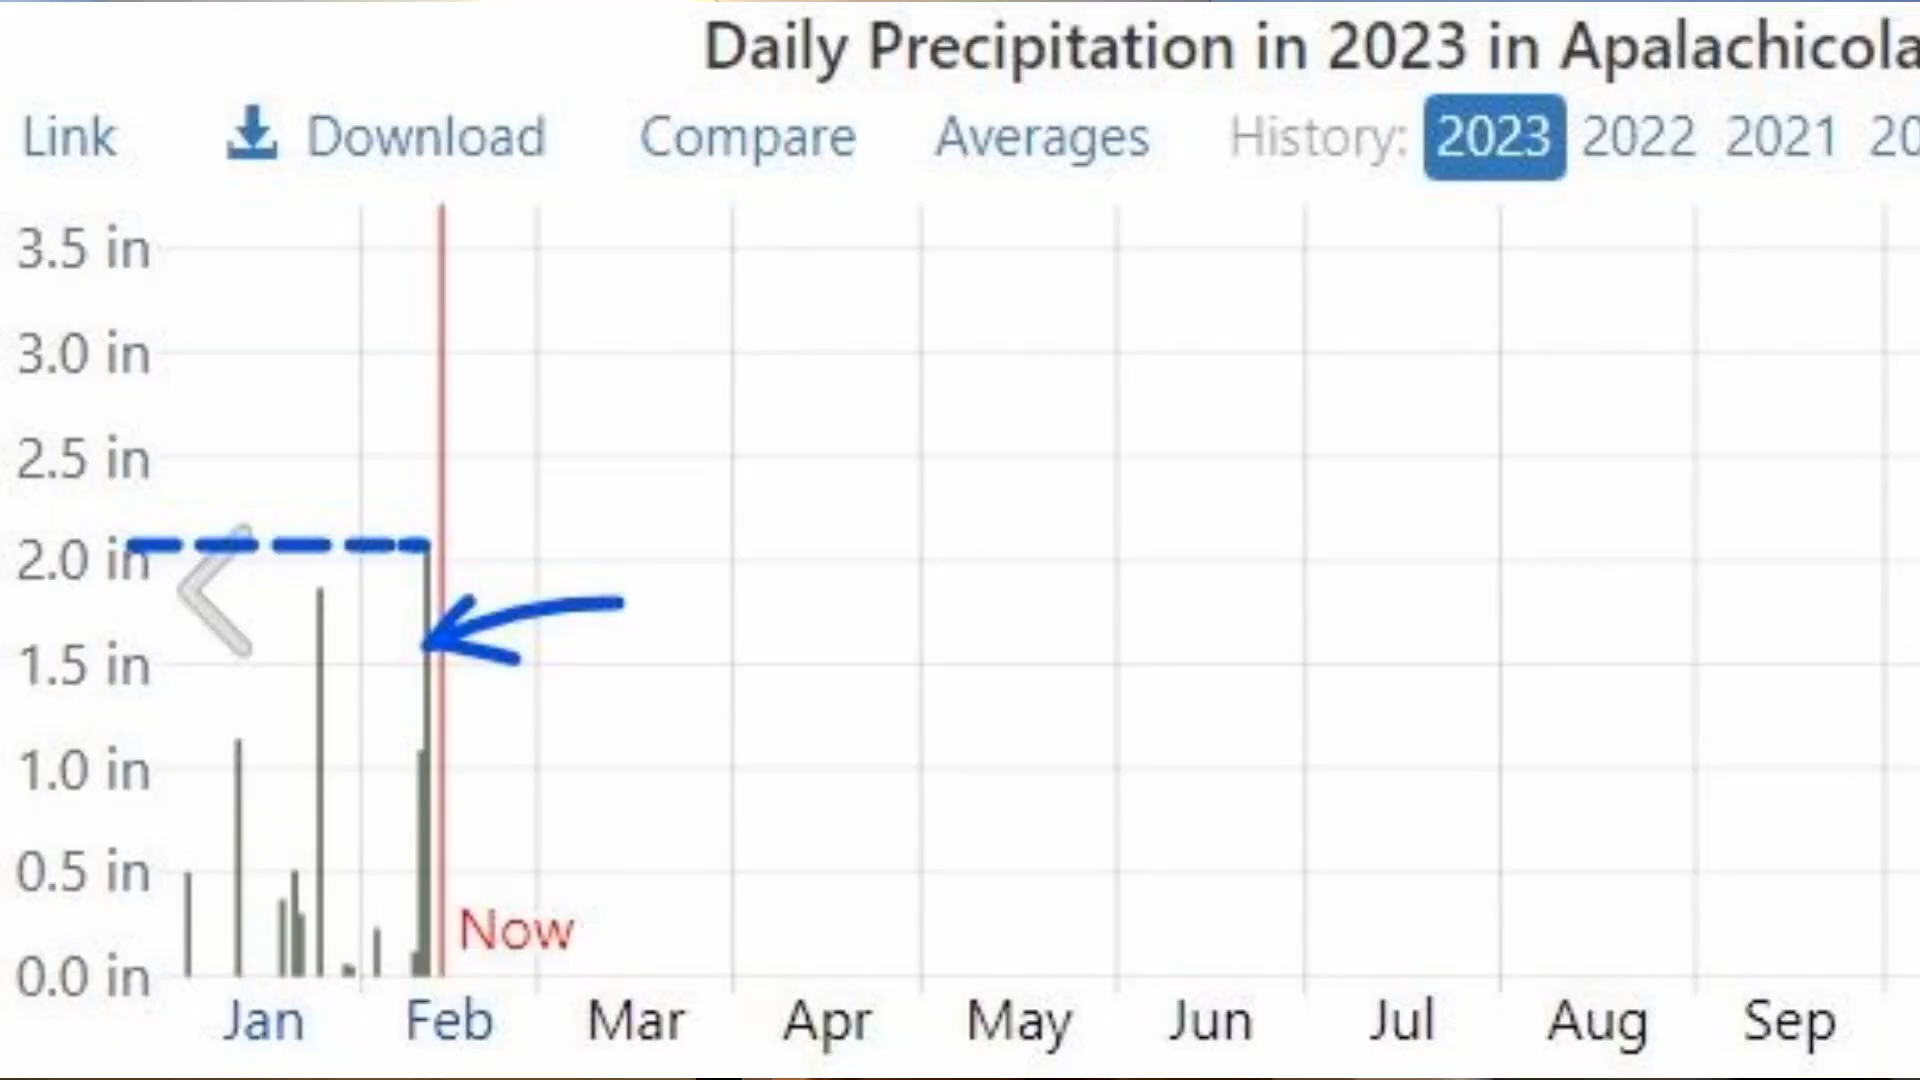 Daily Precipitation in 2023 in Apalachicola
Link Download Compare Averages History: 2023 2022 2021 20
3.5 in
3.0 in
2.5 in
2.0 in
1.5 in
1.0 in
0.5 in
Now
0.0 in
Jan Feb Mar Apr May Jun Jul Aug Sep